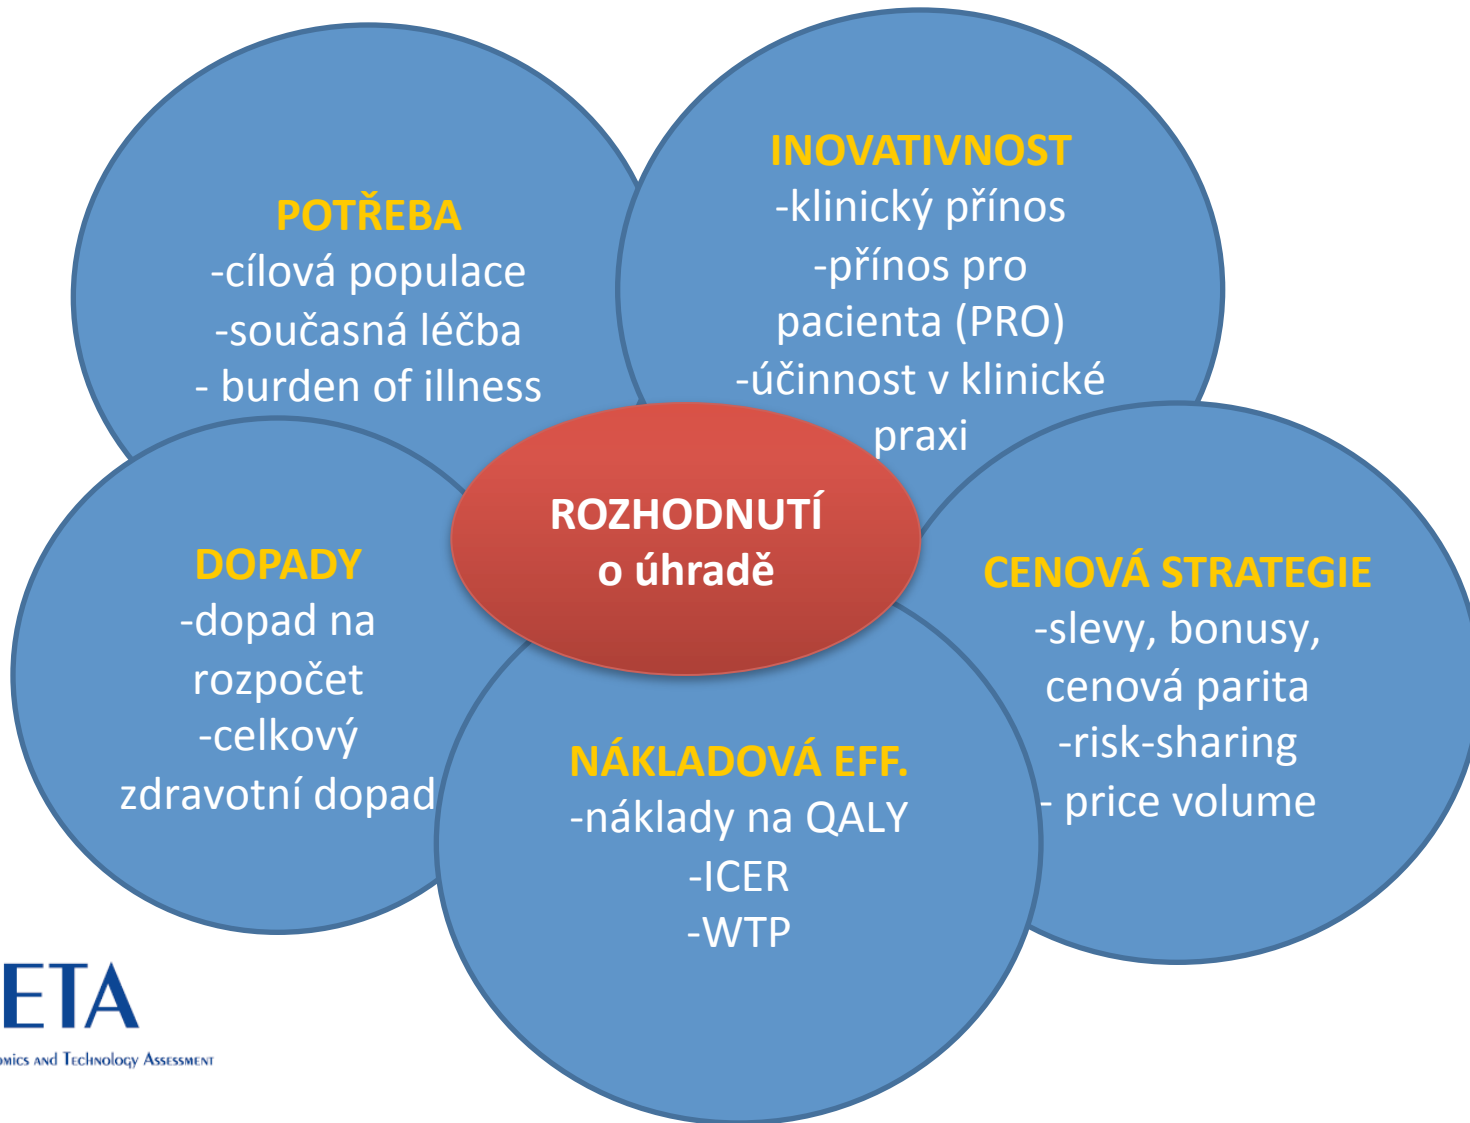 POTŘEBA
-cílová populace
-současná léčba
- burden of illness
INOVATIVNOST
-klinický přínos
-přínos pro
pacienta (PRO)
-účinnost v klinické
praxi
ROZHODNUTÍ
o úhradě
DOPADY
-dopad na
rozpočet
-celkový
zdravotní dopad
NÁKLADOVÁ EFF.
-náklady na QALY
-ICER
-WTP
CENOVÁ STRATEGIE
-slevy, bonusy,
cenová parita
-risk-sharing
- price volume
ETA
omics and Technology Assessment